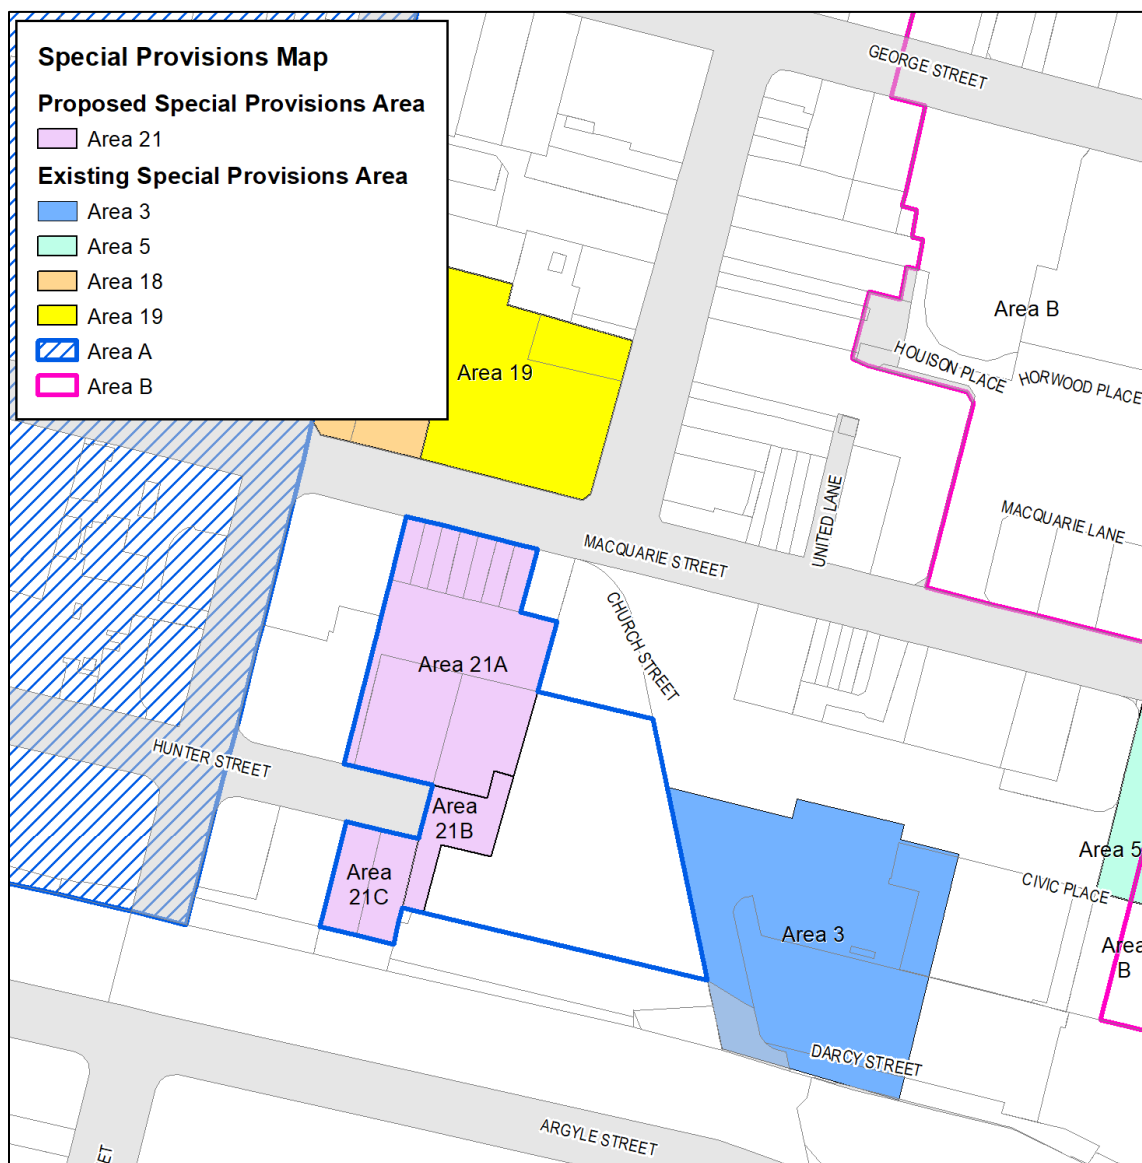 Special Provisions Map
Proposed Special Provisions Area
Area 21
Existing Special Provisions Area
Area 3
Area 5
Area 18
Area 19
Area A
Area B
GEORGE STREET
Area B
HOUISON PLACE
HORWOOD PLACE
Area 19
UNITED LANE
MACQUARIE LANE
MACQUARIE STREET
CHURCH STREET
Area 21A
HUNTER STREET
Area
21B
Area
21C
Area 5
CIVIC PLACE
Area 3
Area
B
DARCY STREET
ARGYLE STREET
ET